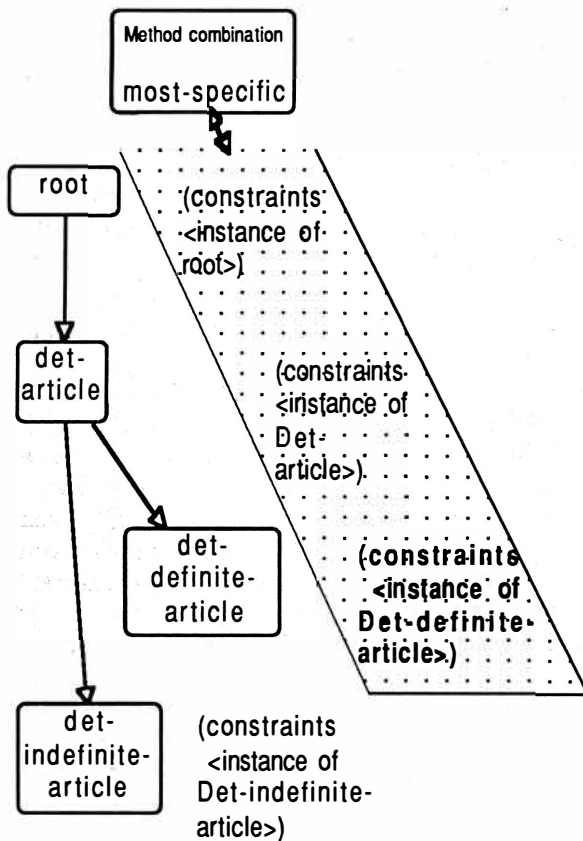 Method combination
most-specific
root
(constraints
<instance of
root>)
det-
article
(constraints
<instance of
Det-
article>)
det-
definite-
article
(constraints
<instance of
Det-definite-
article>)
det-
indefinite-
article
(constraints
<instance of
Det-indefinite-
article>)